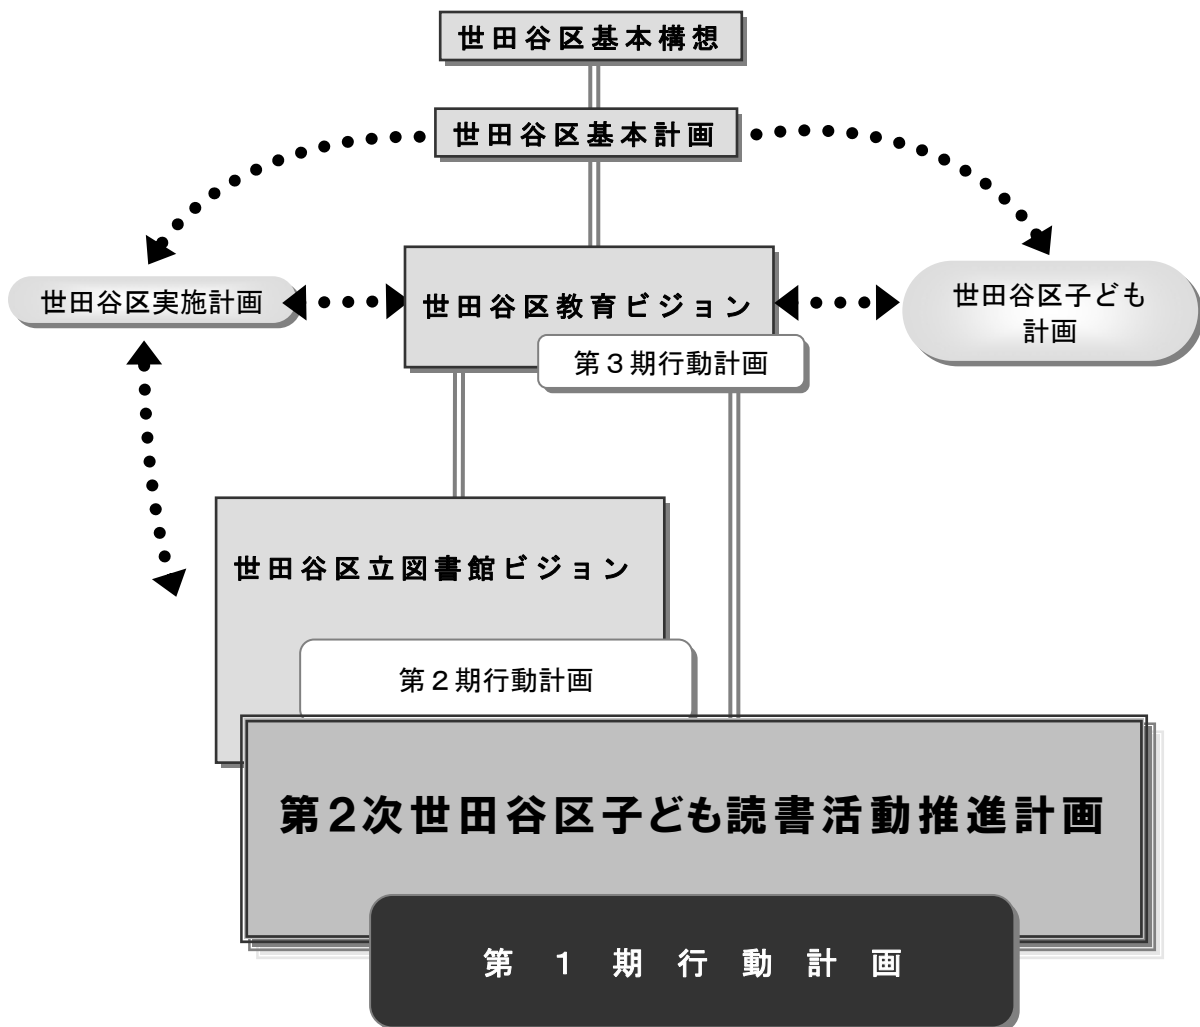 世田谷区基本構想
世田谷区基本計画
世田谷区実施計画
世田谷区教育ビジョン
世田谷区子ども
計画
第３期行動計画
世田谷区立図書館ビジョン
第２期行動計画
第２次世田谷区子ども読書活動推進計画
第１期行動計画